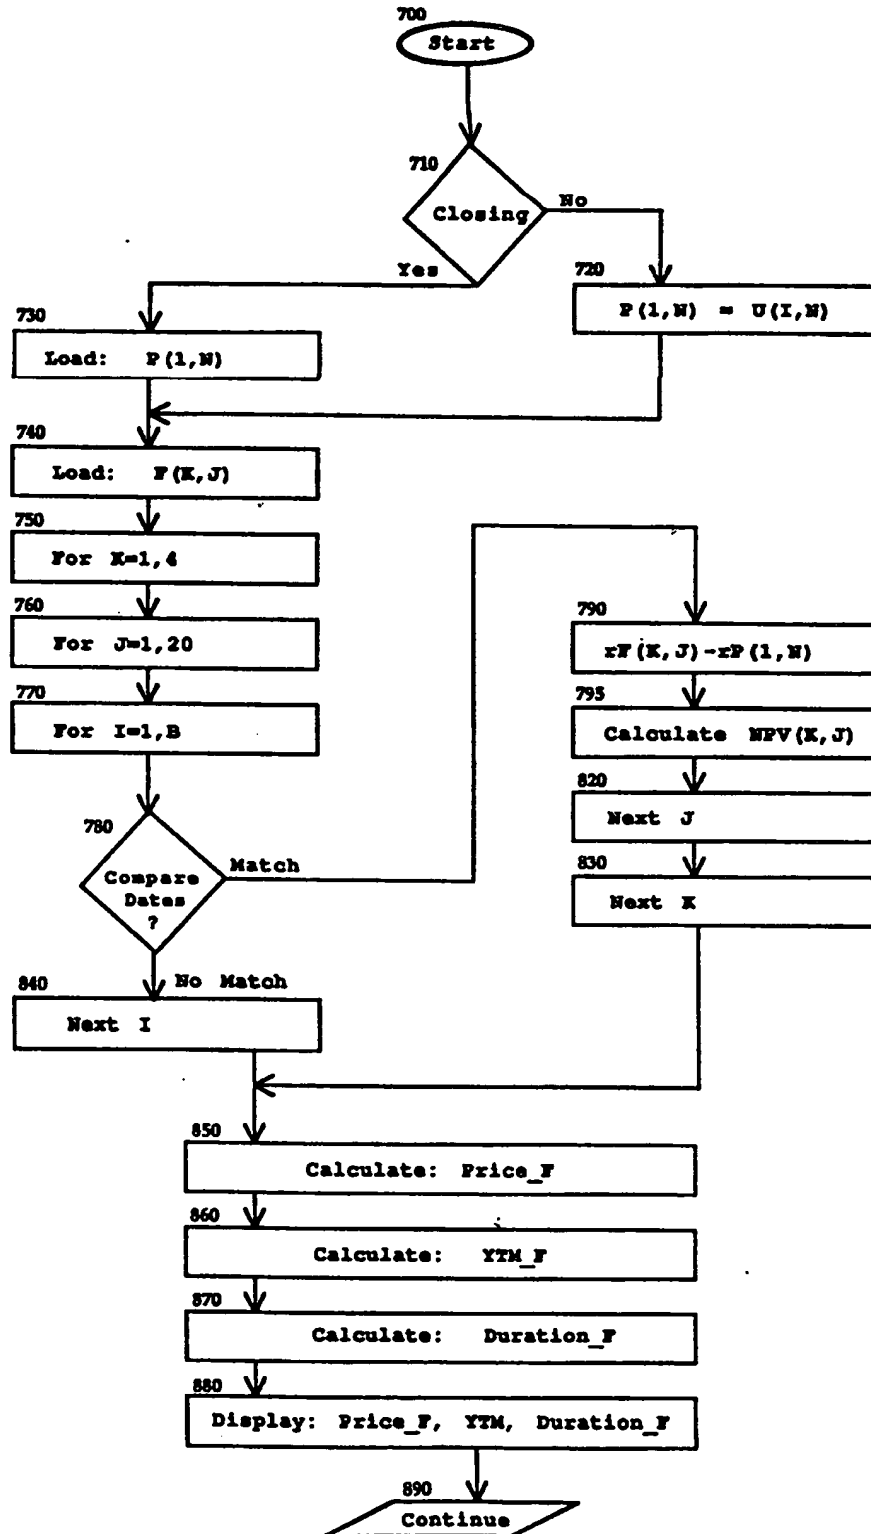 700
Start
710
Closing
No
Yes
720
P(1,N) = U(I,N)
730
Load: P(1,N)
740
Load: F(K,J)
750
For K=1,4
760
For J=1,20
770
For I=1,B
780
Compare
Dates
?
Match
No Match
790
rF(K,J)-rP(1,N)
795
Calculate NPV(K,J)
820
Next J
830
Next K
840
Next I
850
Calculate: Price_F
860
Calculate: YTM_F
870
Calculate: Duration_F
880
Display: Price_F, YTM, Duration_F
890
Continue